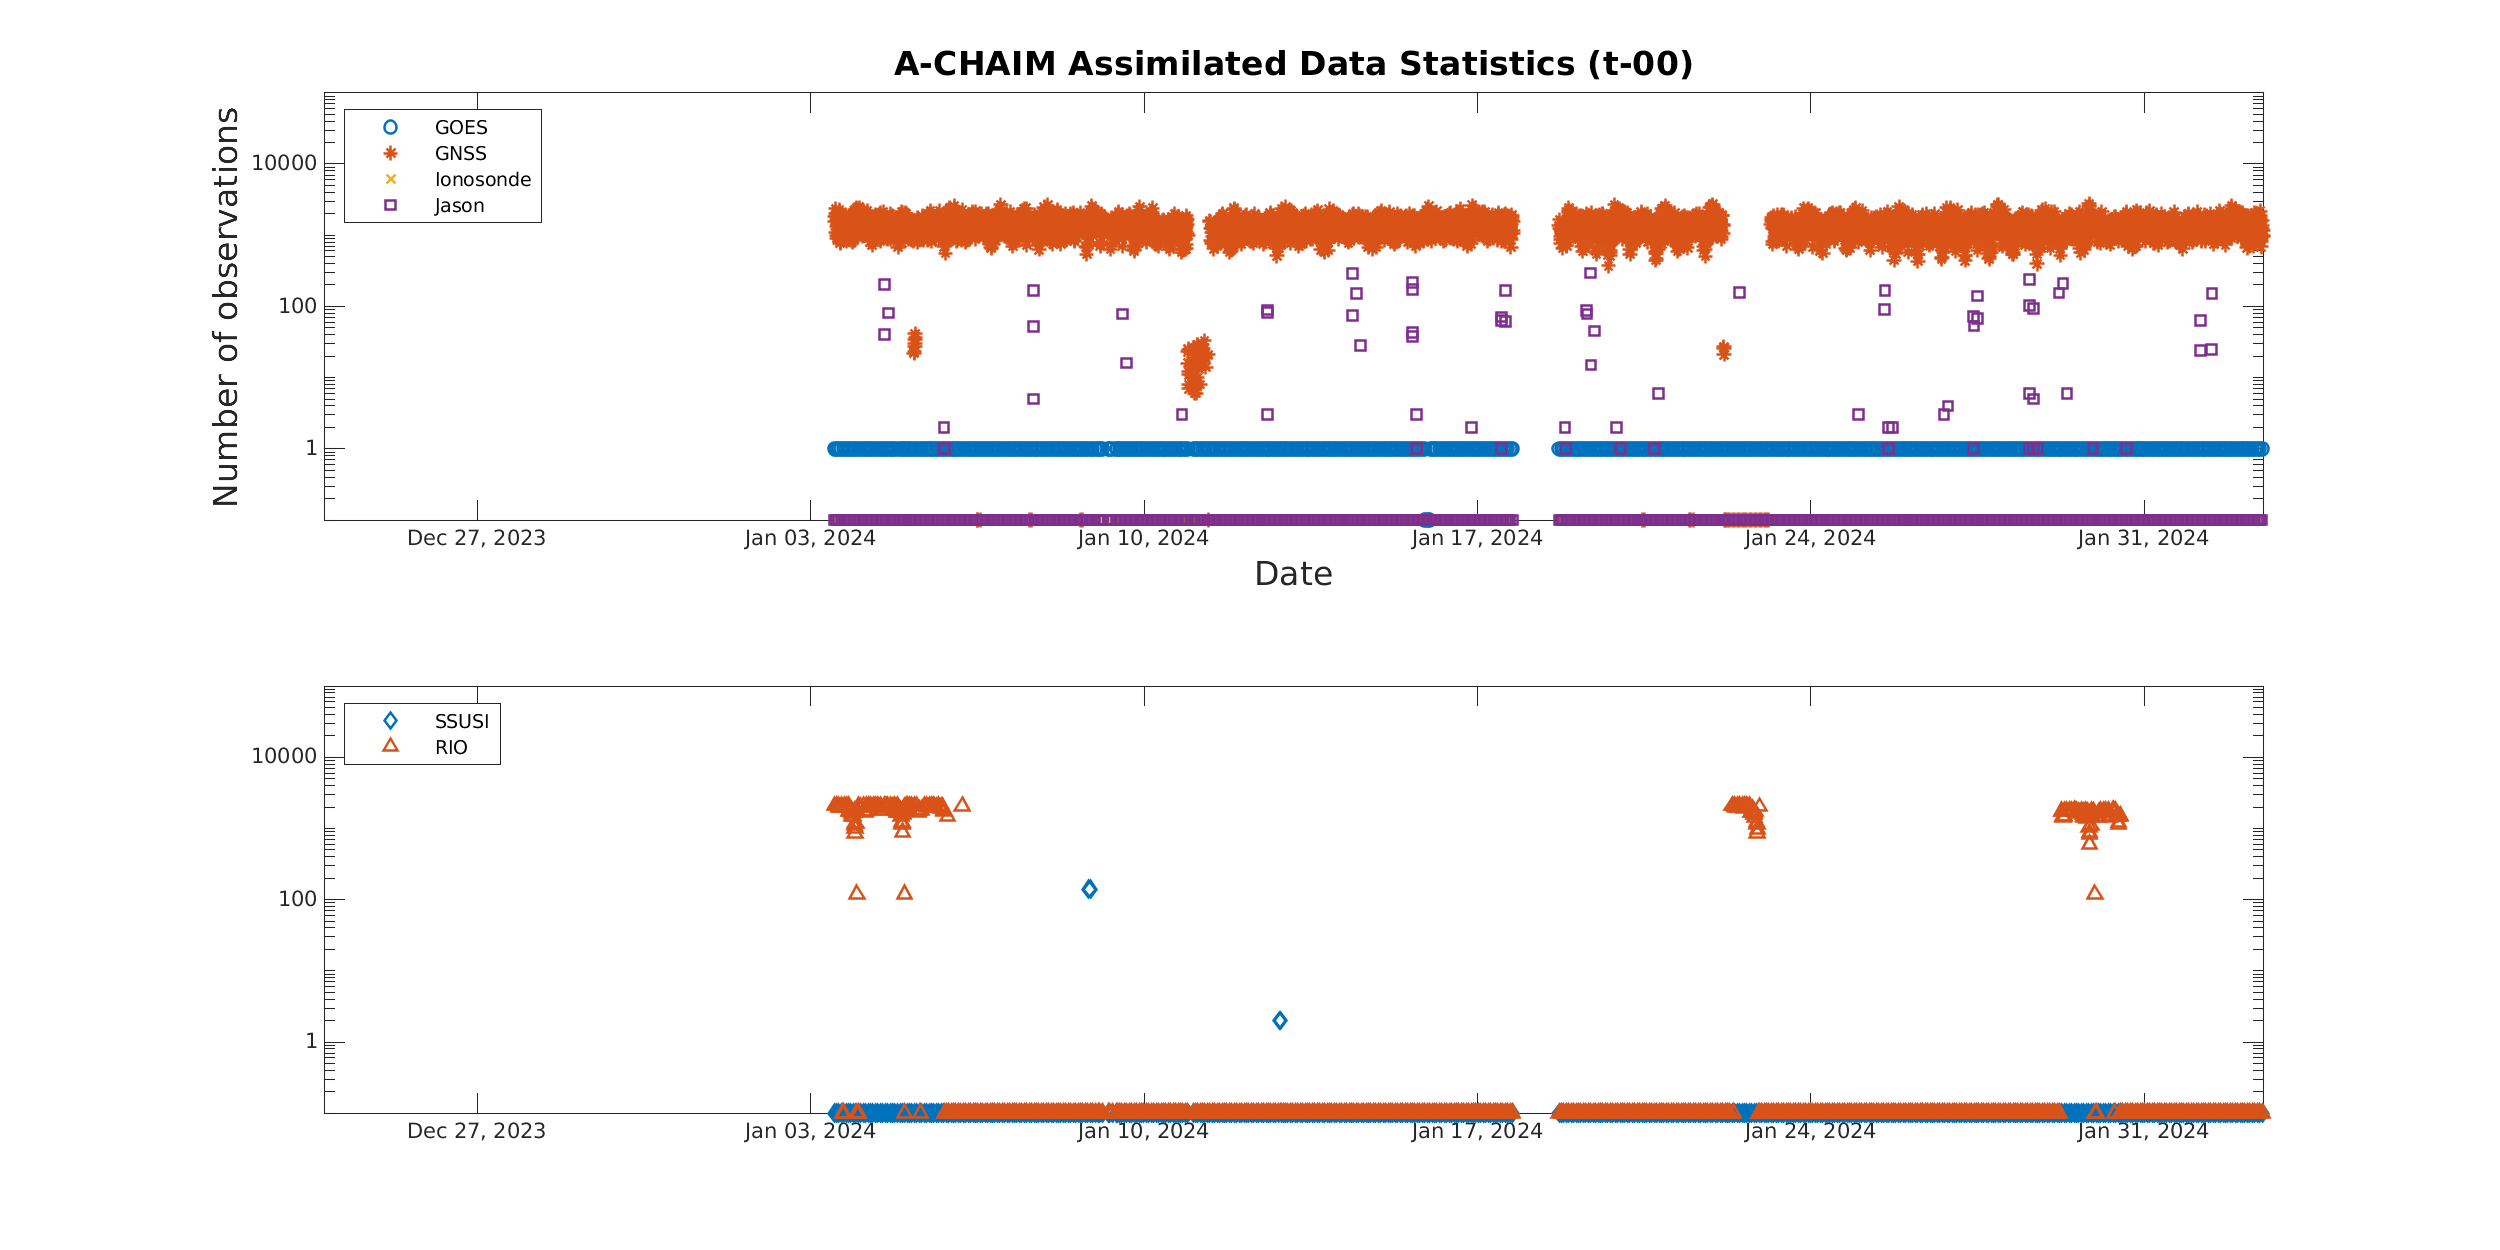 A-CHAIM Assimilated Data Statistics (t-00)
Number of observations
10000
100
1
GOES
GNSS
Ionosonde
Jason
Dec 27, 2023
Jan 03, 2024
Jan 10, 2024
Jan 17, 2024
Jan 24, 2024
Jan 31, 2024
Date
10000
100
1
SSUSI
RIO
Dec 27, 2023
Jan 03, 2024
Jan 10, 2024
Jan 17, 2024
Jan 24, 2024
Jan 31, 2024